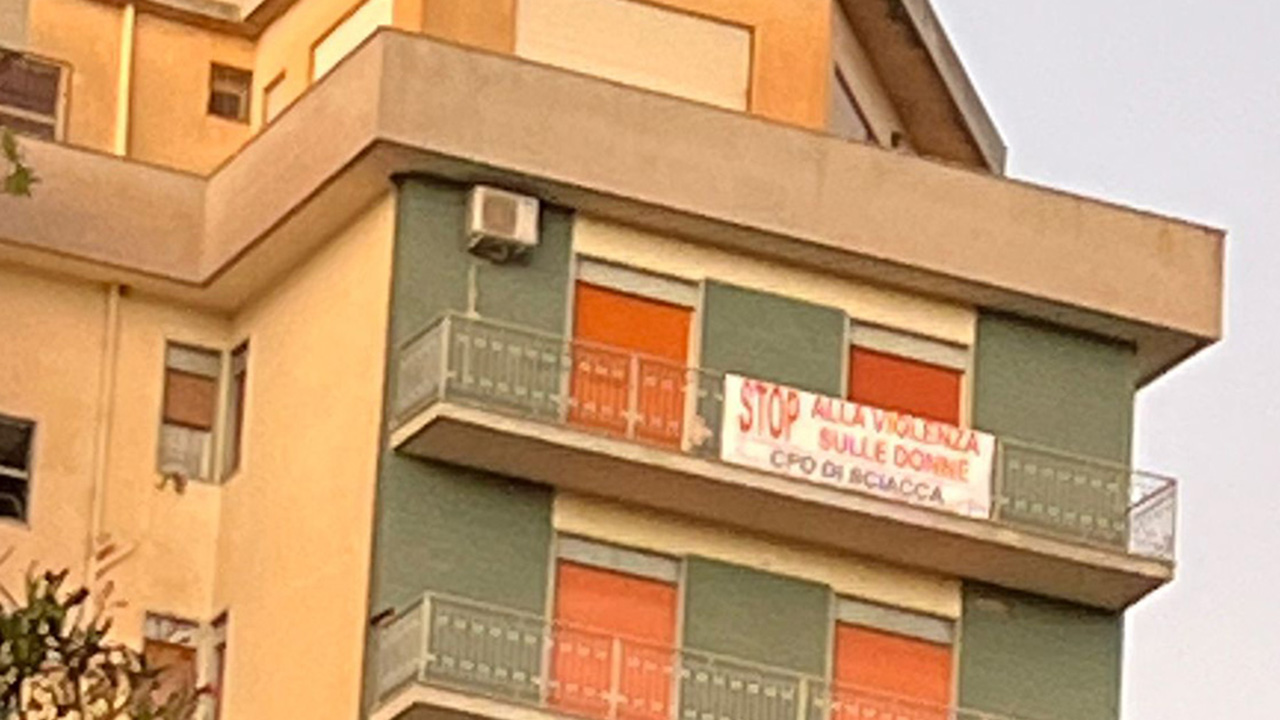 STOP ALLA VIOLENZA
SULLE DONNE
CPO DI SCIACCA